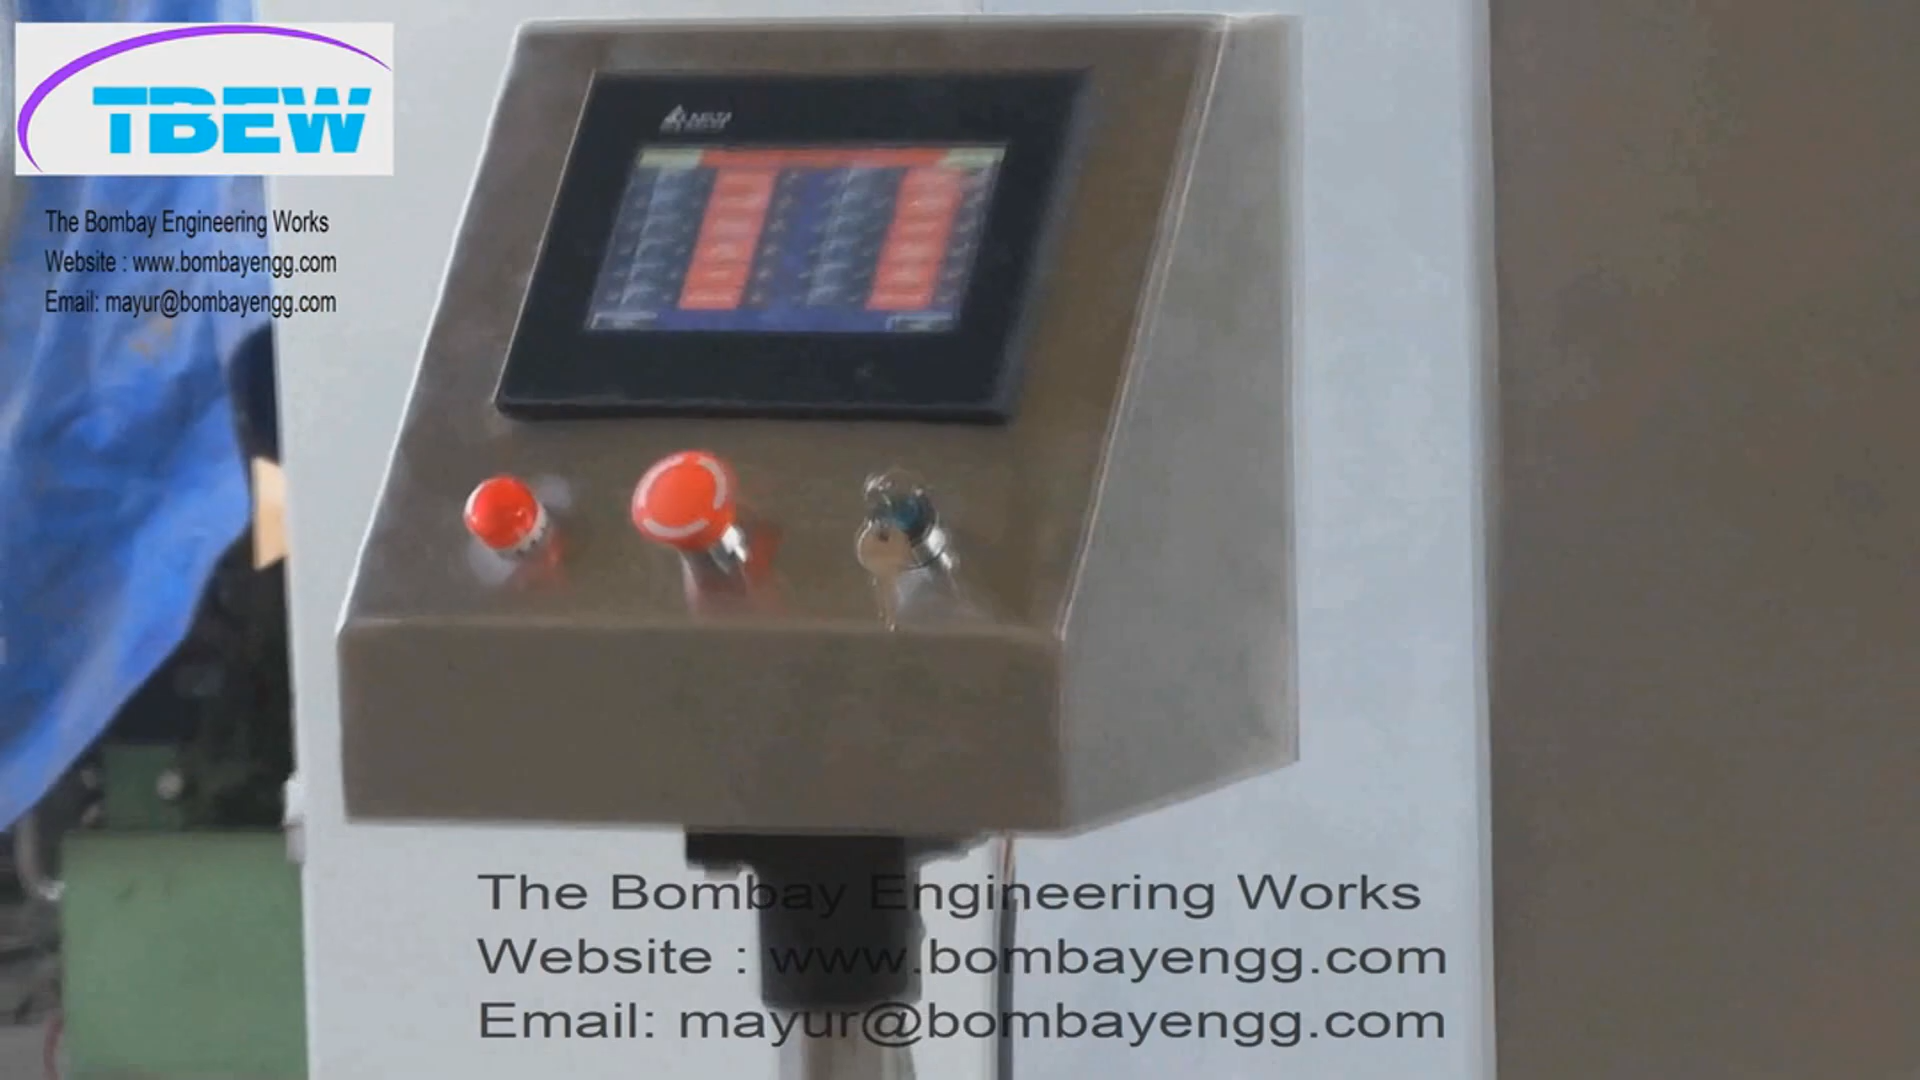 TBEW
The Bombay Engineering Works
Website : www.bombayengg.com
Email: mayur@bombayengg.com
DELTA
The Bombay Engineering Works
Website : www.bombayengg.com
Email: mayur@bombayengg.com